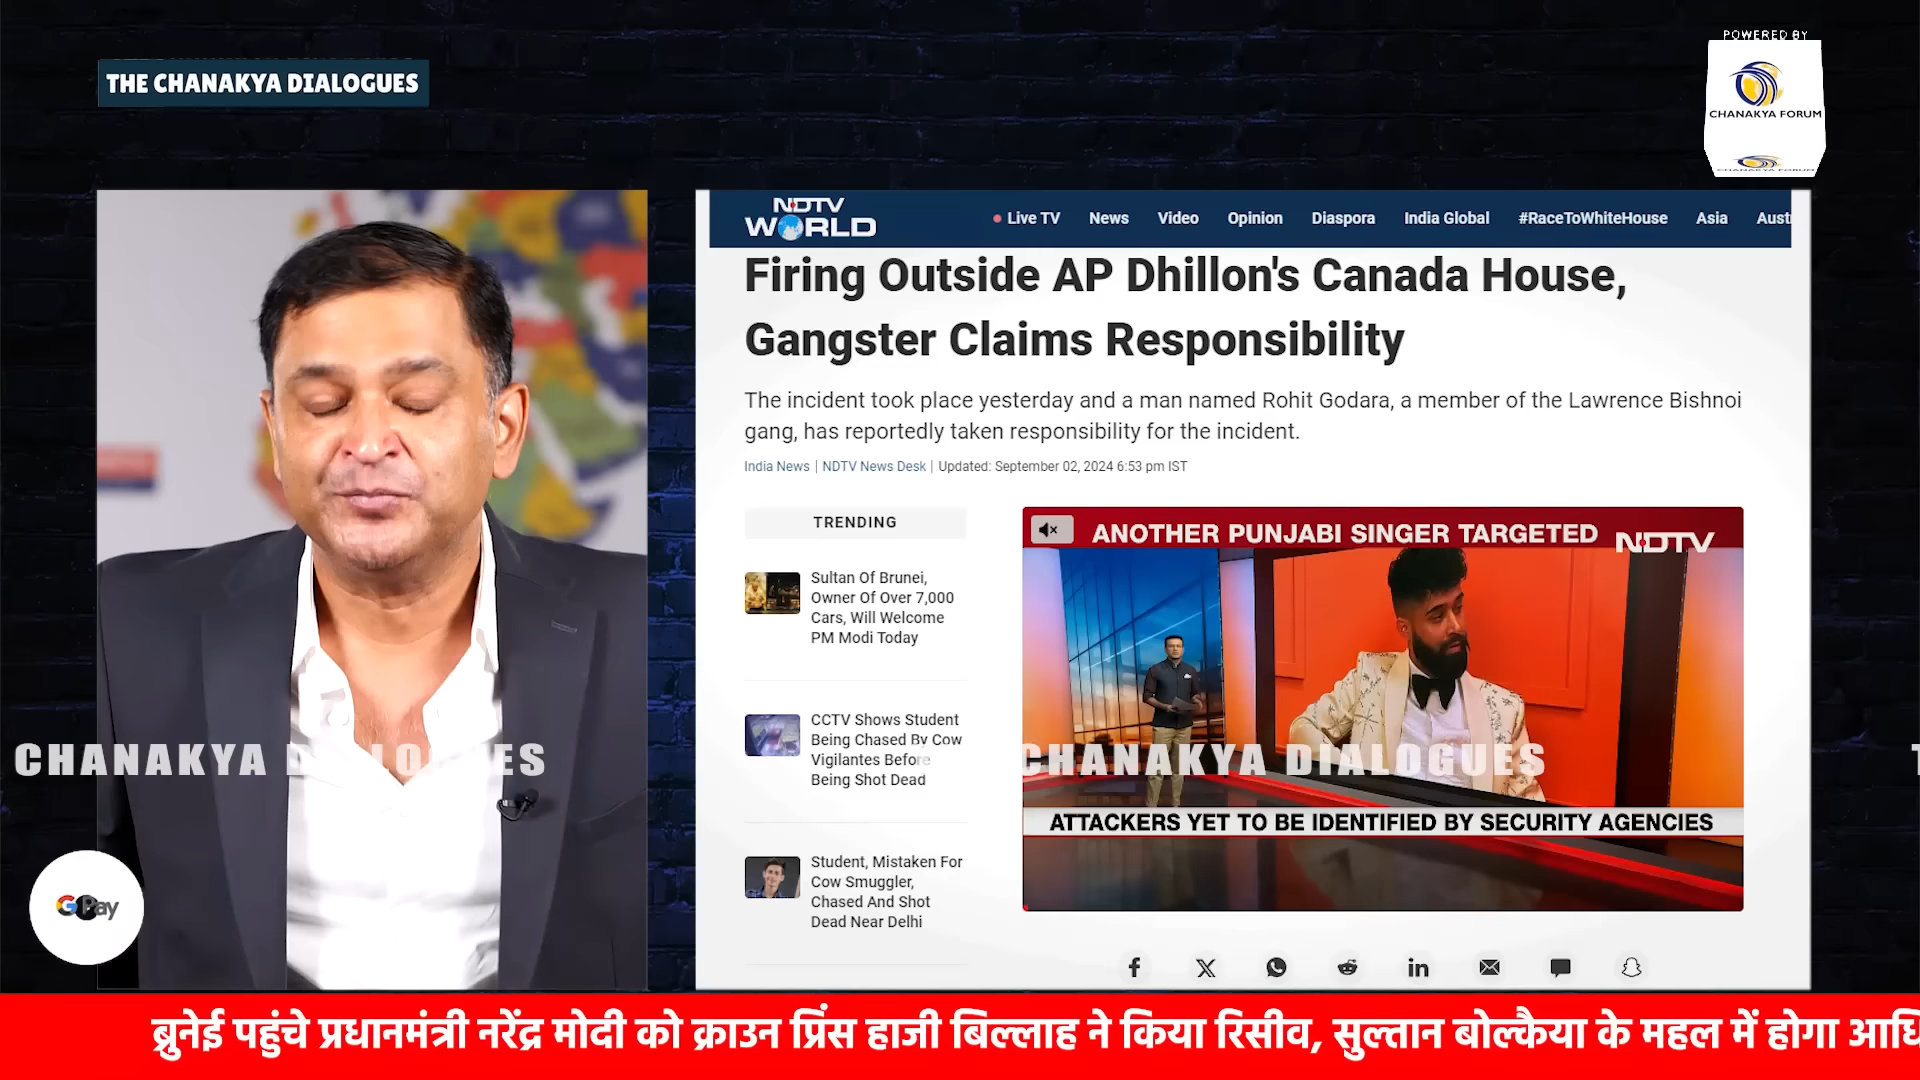 POWERED BY
THE CHANAKYA DIALOGUES
CHANAKYA FORUM
CHANAKYA FORUM
NDTV
WORLD
Live TV News Video Opinion Diaspora India Global #RaceToWhiteHouse Asia Aust
Firing Outside AP Dhillon's Canada House,
Gangster Claims Responsibility
The incident took place yesterday and a man named Rohit Godara, a member of the Lawrence Bishnoi
gang, has reportedly taken responsibility for the incident.
India News | NDTV News Desk | Updated: September 02, 2024 6:53 pm IST
TRENDING
Sultan Of Brunei,
Owner Of Over 7,000
Cars, Will Welcome
PM Modi Today
CCTV Shows Student
Being Chased By Cow
Vigilantes Before
Being Shot Dead
Student, Mistaken For
Cow Smuggler,
Chased And Shot
Dead Near Delhi
ANOTHER PUNJABI SINGER TARGETED
NDTV
ATTACKERS YET TO BE IDENTIFIED BY SECURITY AGENCIES
CHANAKYA DIALOGUES
CHANAKYA DIALOGUES
T
G Pay
ब्रुनेई पहुंचे प्रधानमंत्री नरेंद्र मोदी को क्राउन प्रिंस हाजी बिल्लाह ने किया रिसीव, सुल्तान बोल्कैया के महल में होगा आधि